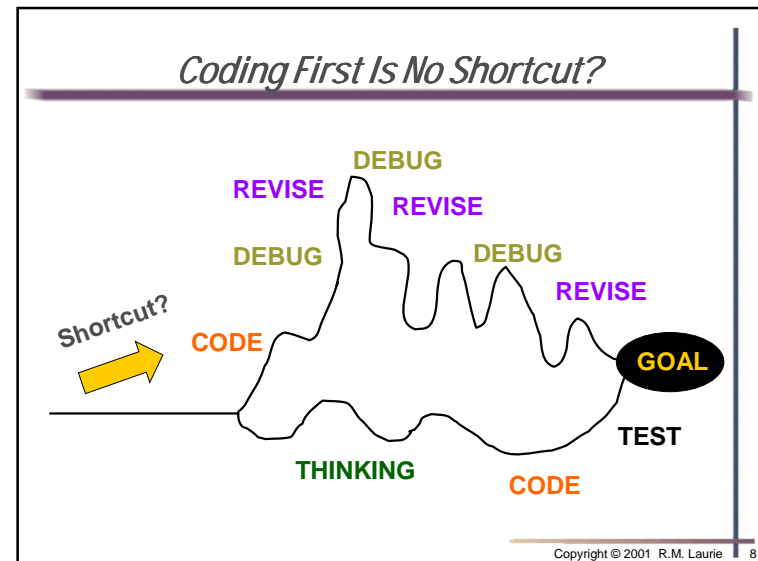 Coding First Is No Shortcut?
DEBUG
REVISE
REVISE
DEBUG
DEBUG
REVISE
Shortcut?
CODE
GOAL
TEST
THINKING
CODE
Copyright © 2001 R.M. Laurie 8